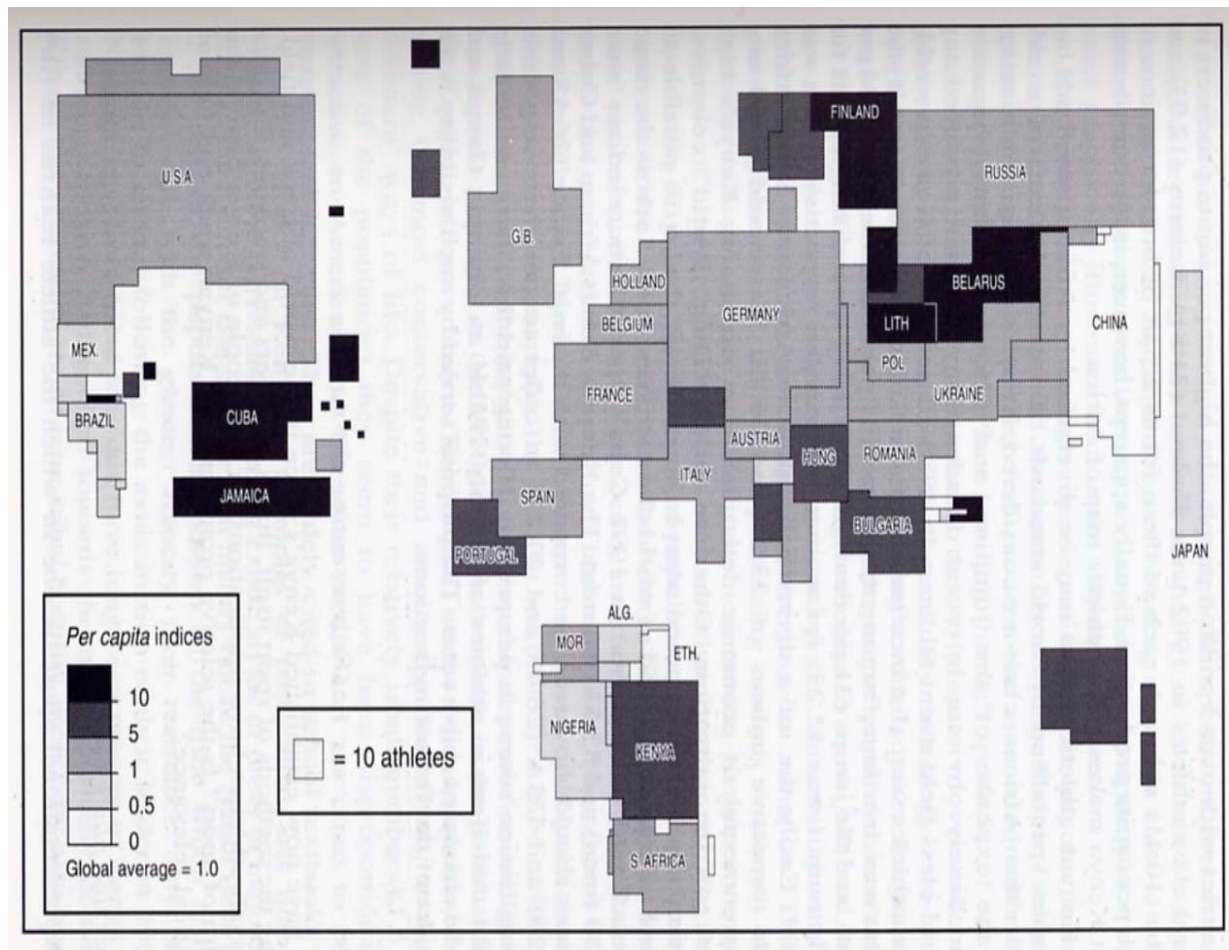 U.S.A.
MEX.
BRAZIL
CUBA
JAMAICA
G.B.
HOLLAND
BELGIUM
FRANCE
SPAIN
PORTUGAL
GERMANY
AUSTRIA
ITALY
HUNG
FINLAND
RUSSIA
BELARUS
LITH
POL
UKRAINE
ROMANIA
BULGARIA
CHINA
JAPAN
ALG.
MOR
ETH.
NIGERIA
KENYA
S. AFRICA
Per capita indices
10
5
1
0.5
0
Global average = 1.0
= 10 athletes